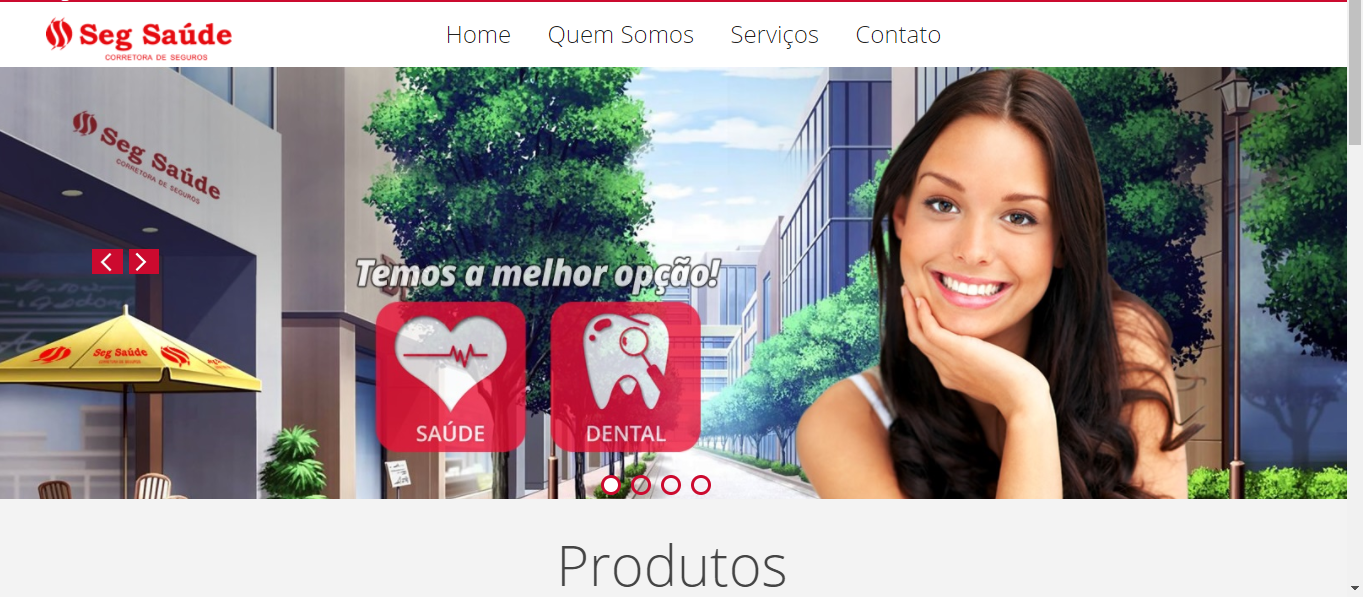 Seg Saúde
CORRETORA DE SEGUROS
Home Quem Somos Serviços Contato
Seg Saúde
CORRETORA DE SEGUROS
Temos a melhor opção!
Seg Saúde
SAÚDE DENTAL
Produtos